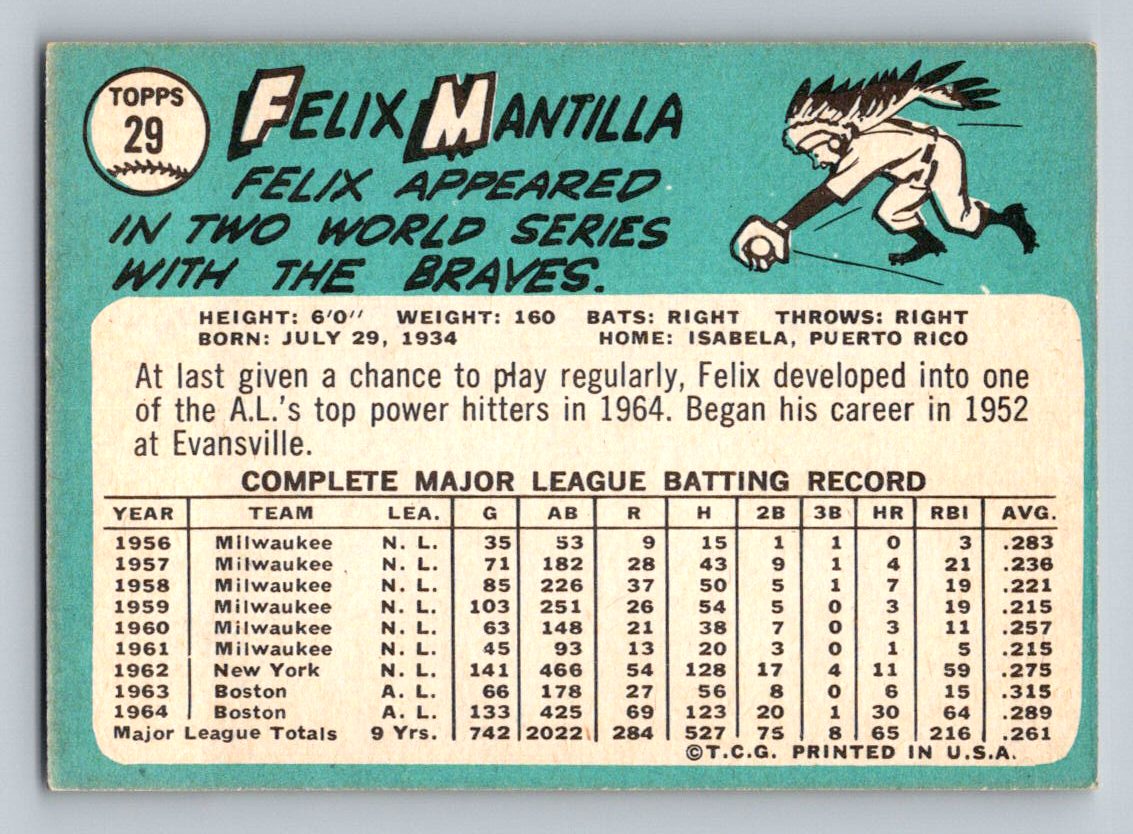 TOPPS
29
FELIX MANTILLA
FELIX APPEARED
IN TWO WORLD SERIES
WITH THE BRAVES.
HEIGHT: 6'0" WEIGHT: 160 BATS: RIGHT THROWS: RIGHT
BORN: JULY 29, 1934 HOME: ISABELA, PUERTO RICO
At last given a chance to play regularly, Felix developed into one
of the A.L.'s top power hitters in 1964. Began his career in 1952
at Evansville.
COMPLETE MAJOR LEAGUE BATTING RECORD
YEAR TEAM LEA. G AB R H 2B 3B HR RBI AVG.
1956 Milwaukee N. L. 35 53 9 15 1 1 0 3 .283
1957 Milwaukee N. L. 71 182 28 43 9 1 4 21 .236
1958 Milwaukee N. L. 85 226 37 50 5 1 7 19 .221
1959 Milwaukee N. L. 103 251 26 54 5 0 3 19 .215
1960 Milwaukee N. L. 63 148 21 38 7 0 3 11 .257
1961 Milwaukee N. L. 45 93 13 20 3 0 1 5 .215
1962 New York N. L. 141 466 54 128 17 4 11 59 .275
1963 Boston A. L. 66 178 27 56 8 0 6 15 .315
1964 Boston A. L. 133 425 69 123 20 1 30 64 .289
Major League Totals 9 Yrs. 742 2022 284 527 75 8 65 216 .261
©T.C.G. PRINTED IN U.S.A.